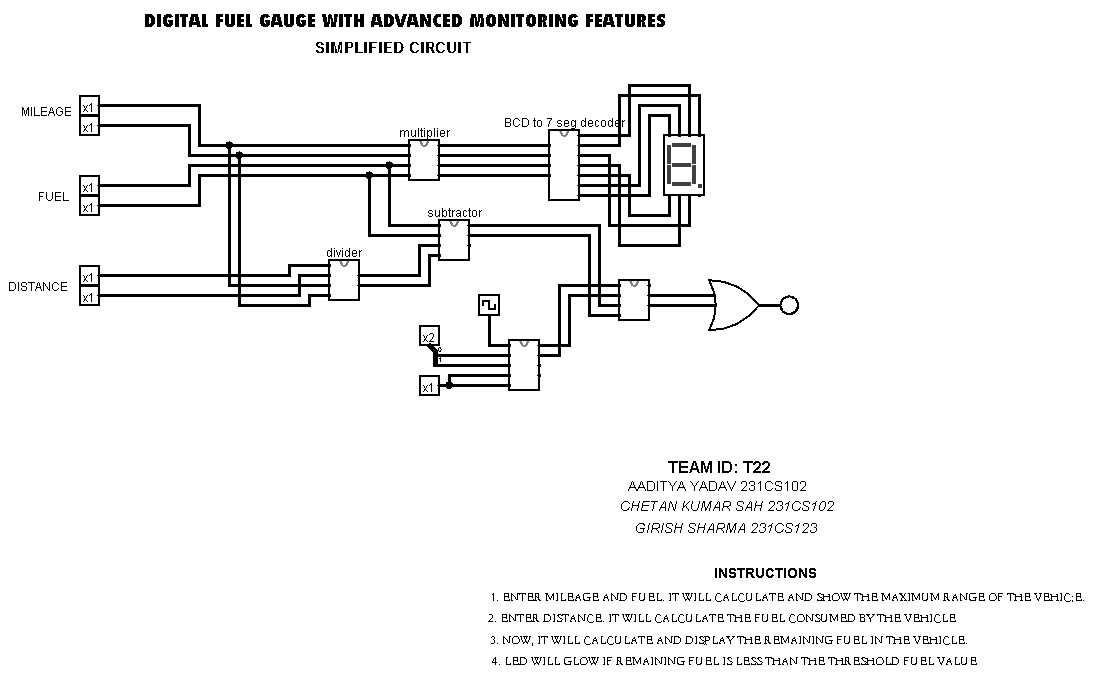 DIGITAL FUEL GAUGE WITH ADVANCED MONITORING FEATURES
SIMPLIFIED CIRCUIT
MILEAGE
x1
x1
multiplier
BCD to 7 seg decoder
FUEL
x1
x1
subtractor
divider
DISTANCE
x1
x1
x2
x1
TEAM ID: T22
AADITYA YADAV 231CS102
CHETAN KUMAR SAH 231CS102
GIRISH SHARMA 231CS123
INSTRUCTIONS
1. ENTER MILEAGE AND FUEL. IT WILL CALCULATE AND SHOW THE MAXIMUM RANGE OF THE VEHICLE.
2. ENTER DISTANCE. IT WILL CALCULATE THE FUEL CONSUMED BY THE VEHICLE
3. NOW, IT WILL CALCULATE AND DISPLAY THE REMAINING FUEL IN THE VEHICLE.
4. LED WILL GLOW IF REMAINING FUEL IS LESS THAN THE THRESHOLD FUEL VALUE